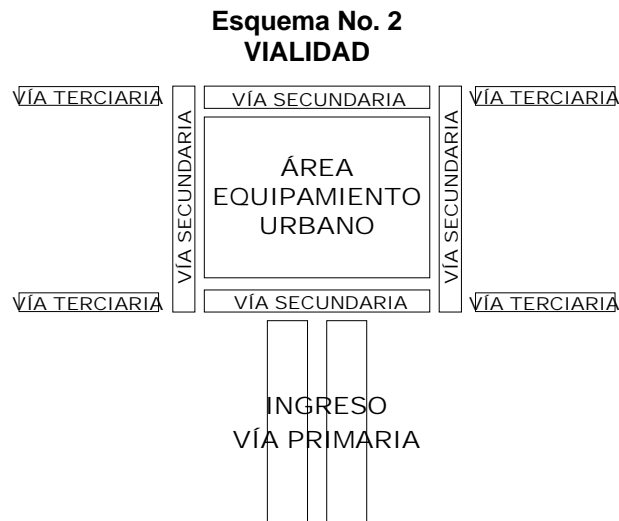 Esquema No. 2
VIALIDAD
VÍA TERCIARIA
VÍA SECUNDARIA
VÍA TERCIARIA
VÍA SECUNDARIA
ÁREA
EQUIPAMIENTO
URBANO
VÍA SECUNDARIA
VÍA TERCIARIA
VÍA SECUNDARIA
VÍA TERCIARIA
INGRESO
VÍA PRIMARIA